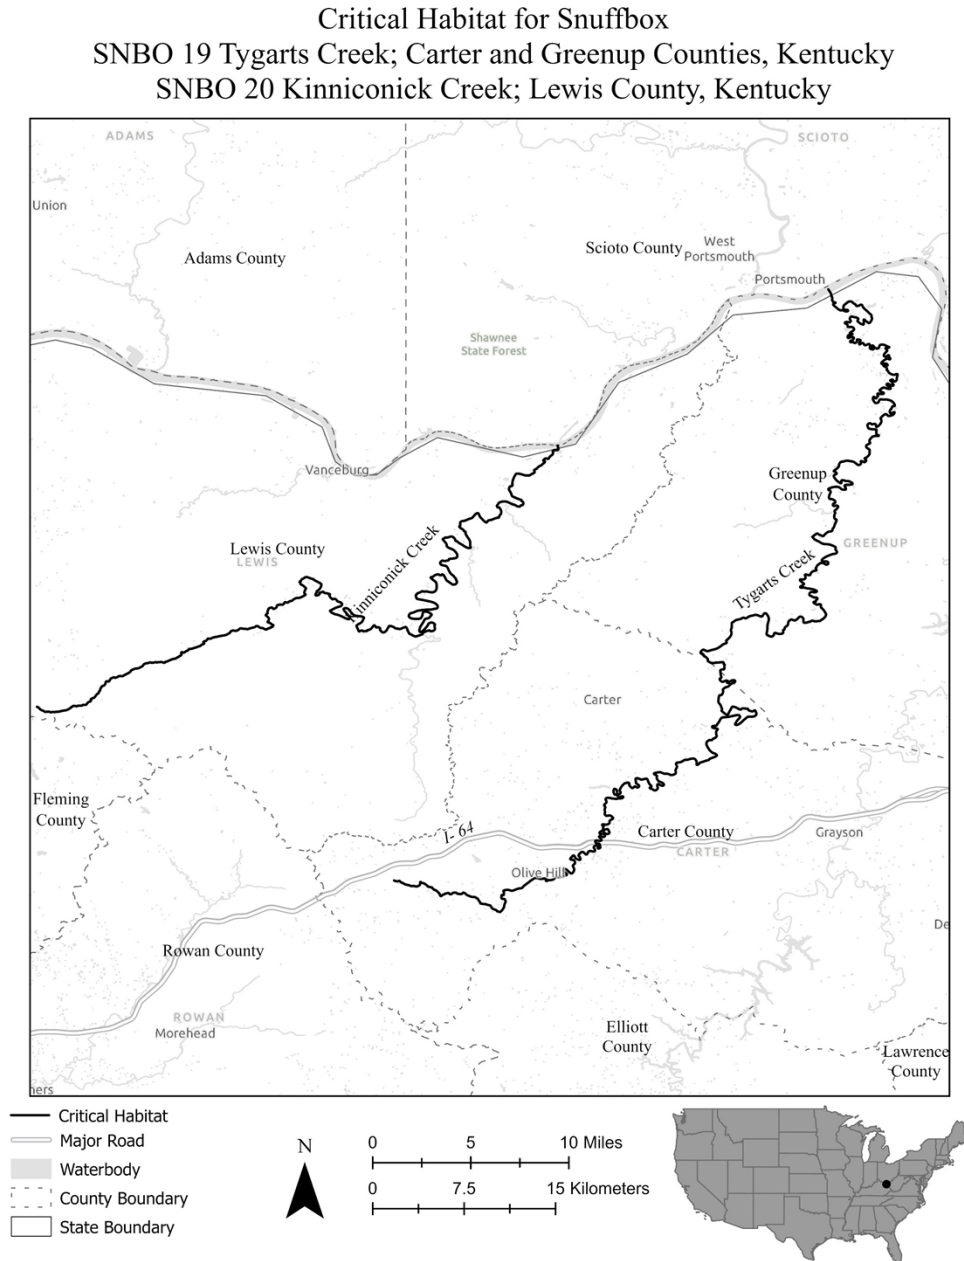 Critical Habitat for Snuffbox
SNBO 19 Tygarts Creek; Carter and Greenup Counties, Kentucky
SNBO 20 Kinniconick Creek; Lewis County, Kentucky
ADAMS
SCIOTO
Union
Adams County
Scioto County
West
Portsmouth
Portsmouth
Shawnee
State Forest
Vanceburg
Greenup
County
Lewis County
LEWIS
Kinniconick Creek
GREENUP
Tygarts Creek
Carter
Fleming
County
I- 64
Carter County
CARTER
Grayson
Olive Hill
De
Rowan County
ROWAN
Morehead
Elliott
County
Lawrence
County
hers
Critical Habitat
Major Road
Waterbody
County Boundary
State Boundary
N
0 5 10 Miles
0 7.5 15 Kilometers